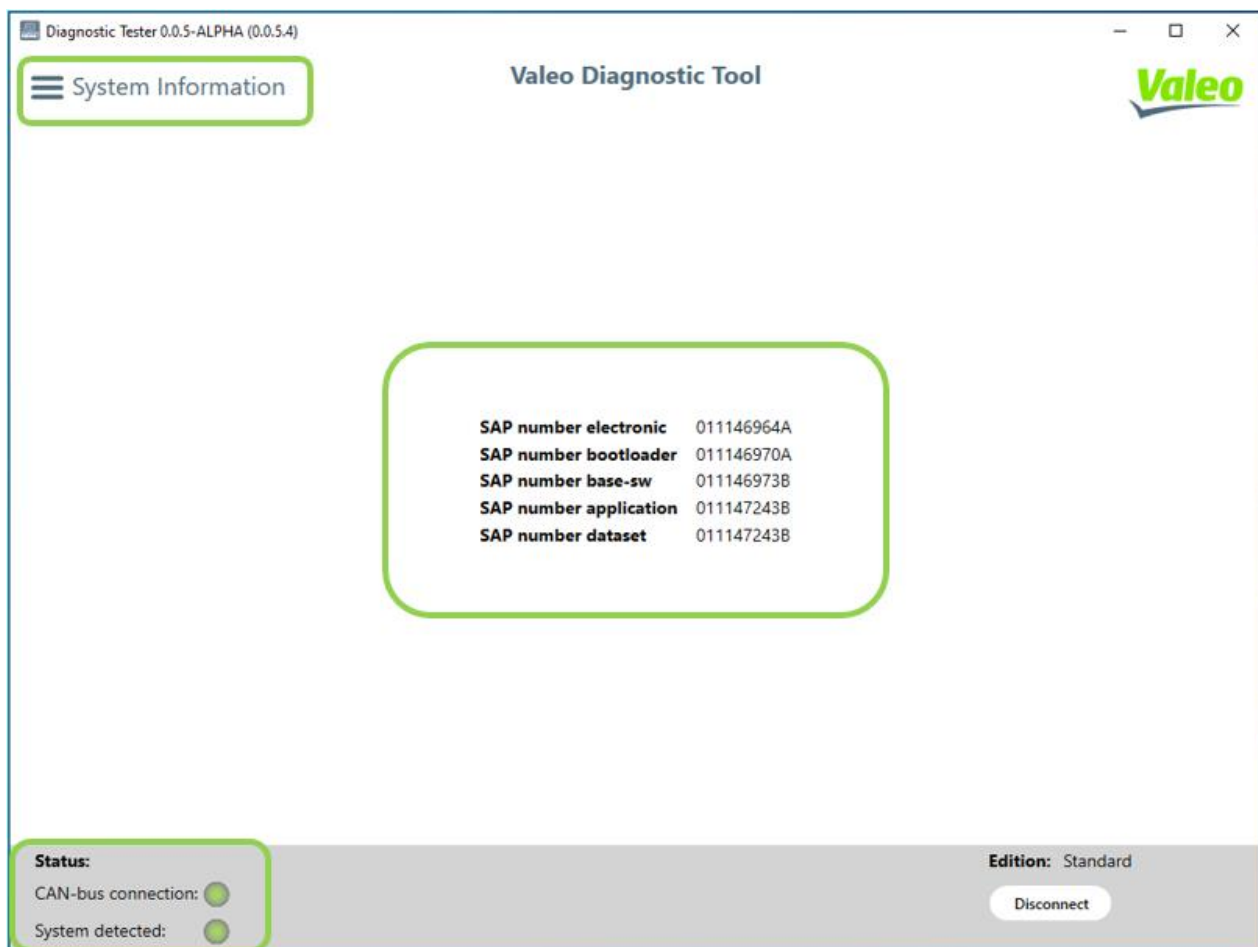 Diagnostic Tester 0.0.5-ALPHA (0.0.5.4)
System Information
Valeo Diagnostic Tool
Valeo
SAP number electronic 011146964A
SAP number bootloader 011146970A
SAP number base-sw 011146973B
SAP number application 011147243B
SAP number dataset 011147243B
Status:
CAN-bus connection:
System detected:
Edition: Standard
Disconnect